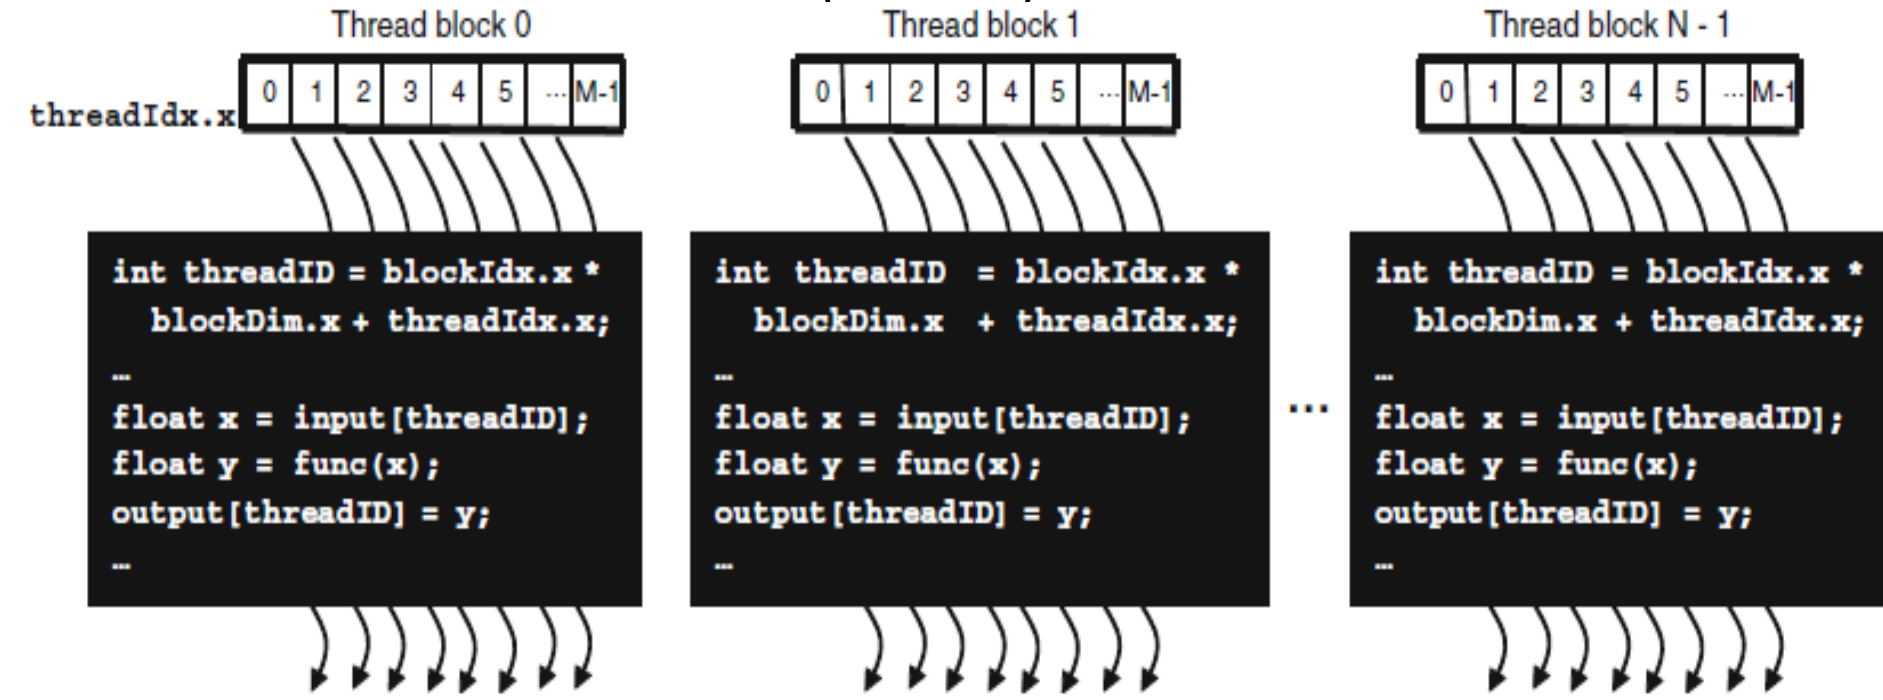 Thread block 0
threadIdx.x
0 1 2 3 4 5 ... M-1
int threadID = blockIdx.x *
blockDim.x + threadIdx.x;
…
float x = input[threadID];
float y = func(x);
output[threadID] = y;
…
Thread block 1
0 1 2 3 4 5 ... M-1
int threadID = blockIdx.x *
blockDim.x + threadIdx.x;
…
float x = input[threadID];
float y = func(x);
output[threadID] = y;
…
...
Thread block N - 1
0 1 2 3 4 5 ... M-1
int threadID = blockIdx.x *
blockDim.x + threadIdx.x;
…
float x = input[threadID];
float y = func(x);
output[threadID] = y;
…